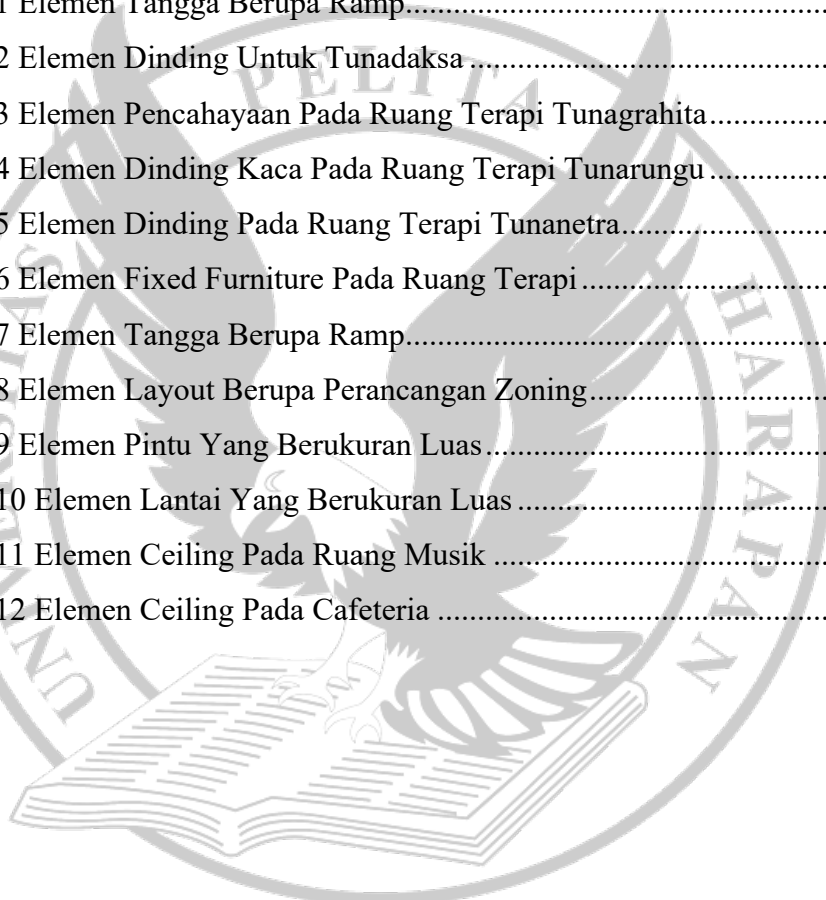 1 Elemen Tangga Berupa Ramp....................................................
2 Elemen Dinding Untuk Tunadaksa............................................
3 Elemen Pencahayaan Pada Ruang Terapi Tunagrahita...............
4 Elemen Dinding Kaca Pada Ruang Terapi Tunarungu...............
5 Elemen Dinding Pada Ruang Terapi Tunanetra..........................
6 Elemen Fixed Furniture Pada Ruang Terapi...............................
7 Elemen Tangga Berupa Ramp....................................................
8 Elemen Layout Berupa Perancangan Zoning..............................
9 Elemen Pintu Yang Berukuran Luas..........................................
10 Elemen Lantai Yang Berukuran Luas.......................................
11 Elemen Ceiling Pada Ruang Musik..........................................
12 Elemen Ceiling Pada Cafeteria................................................
UNIVERSITAS PELITA HARAPAN